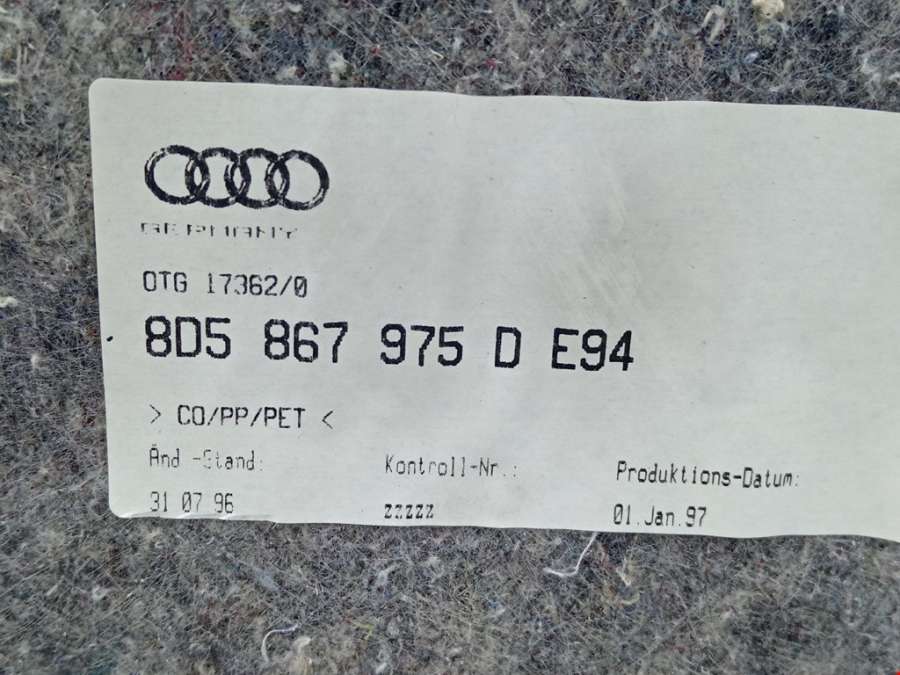 GERMANY
OTG 17362/0
8D5 867 975 D E94
> CO/PP/PET <
Änd -Stand: Kontroll-Nr.: Produktions-Datum:
31 07 96 zzzzz 01.Jan.97